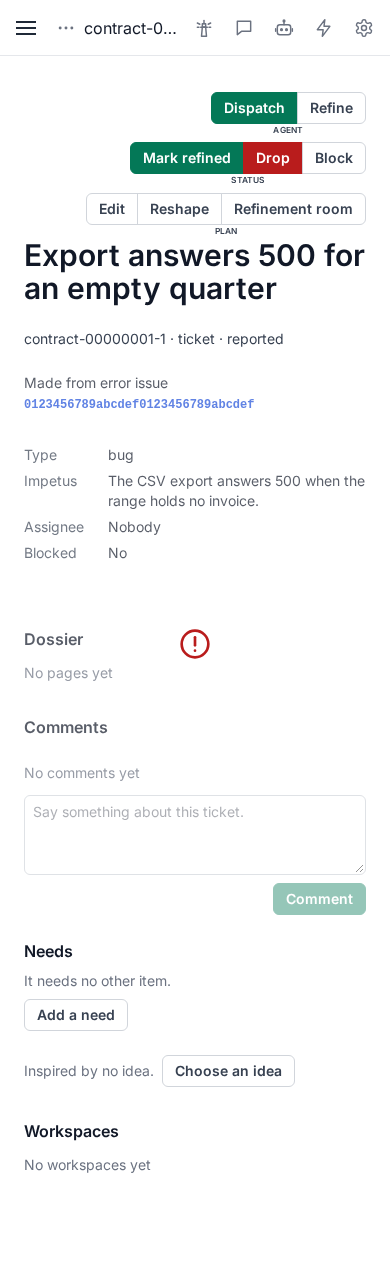 contract-0...
Dispatch Refine
AGENT
Mark refined Drop Block
STATUS
Edit Reshape Refinement room
PLAN
Export answers 500 for
an empty quarter
contract-00000001-1 · ticket · reported
Made from error issue
0123456789abcdef0123456789abcdef
Type bug
Impetus The CSV export answers 500 when the
range holds no invoice.
Assignee Nobody
Blocked No
Dossier
No pages yet
Comments
No comments yet
Say something about this ticket.
Comment
Needs
It needs no other item.
Add a need
Inspired by no idea. Choose an idea
Workspaces
No workspaces yet